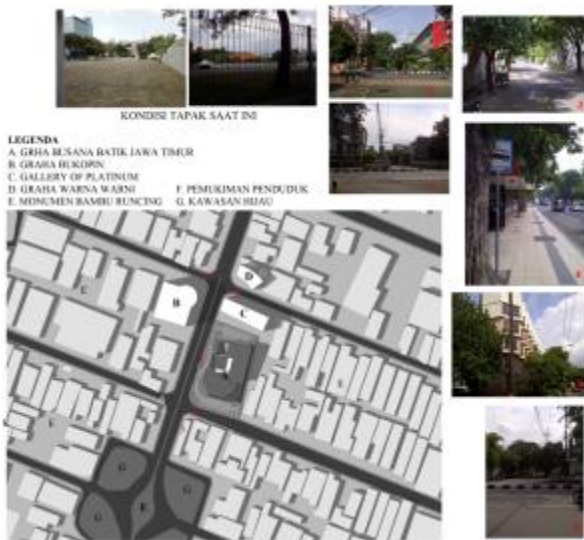 KONDISI TAPAK SAAT INI
LEGENDA
A. GRHA BUSANA BATIK JAWA TIMUR
B. GRAHA BUKOPIN
C. GALLERY OF PLATINUM
D. GRAHA WARNA WARNI F. PEMUKIMAN PENDUDUK
E. MONUMEN BAMBU RUNCING G. KAWASAN HIJAU
D
B
C
G
G
G
E